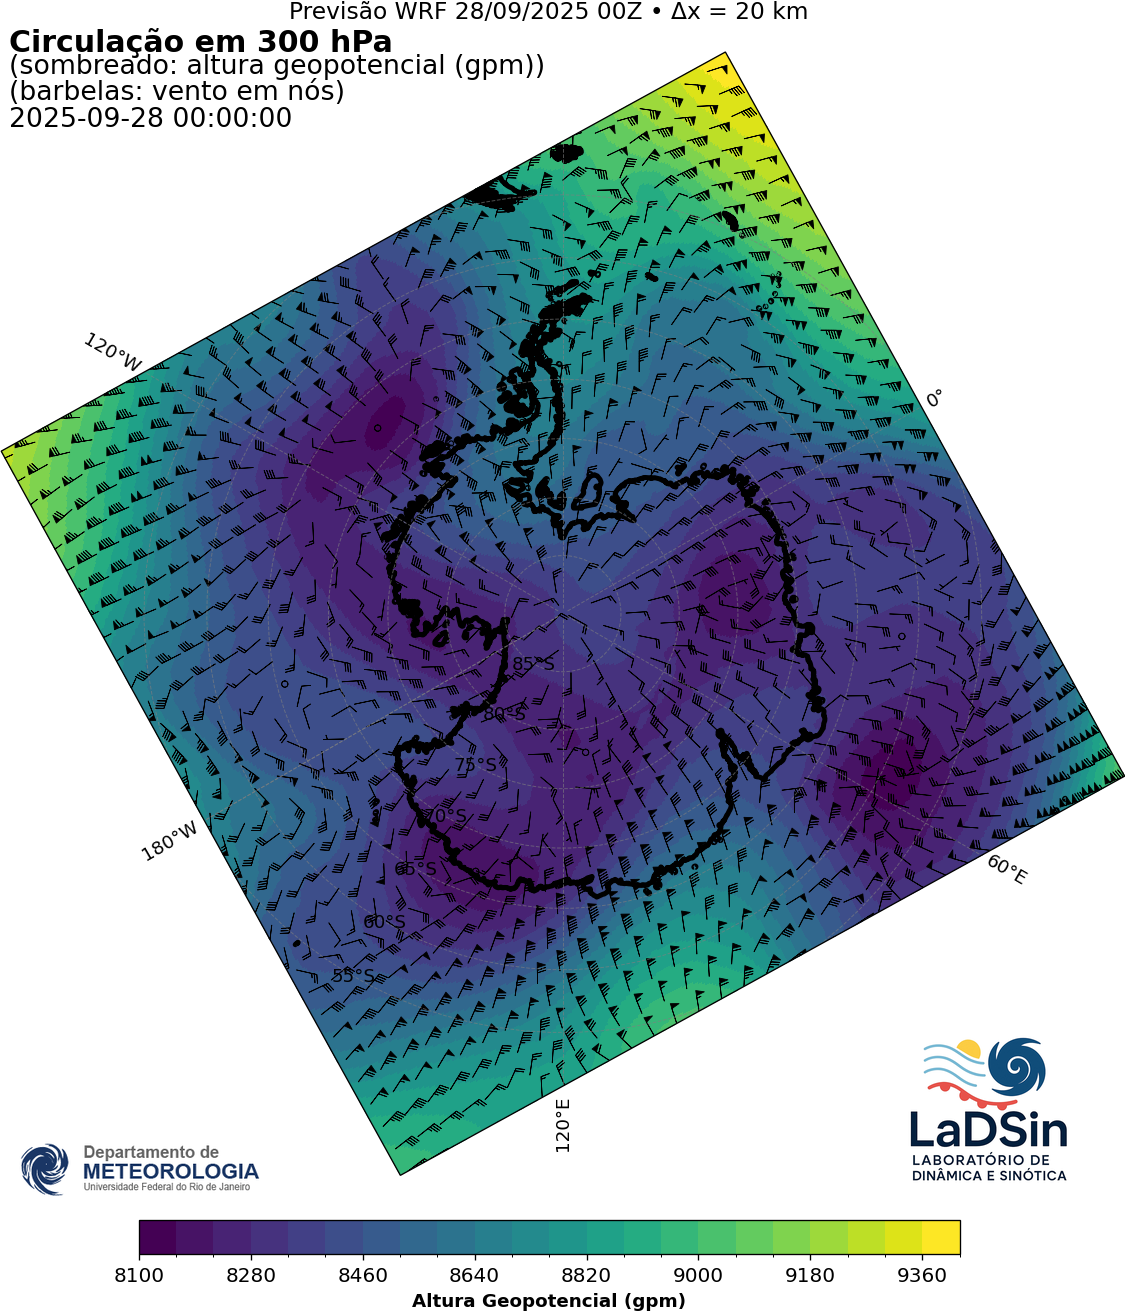 Previsão WRF 28/09/2025 00Z • Δx = 20 km
Circulação em 300 hPa
(sombreado: altura geopotencial (gpm))
(barbelas: vento em nós)
2025-09-28 00:00:00
120°W
0°
85°S
80°S
75°S
70°S
65°S
60°S
55°S
180°W
60°E
120°E
Departamento de
METEOROLOGIA
Universidade Federal do Rio de Janeiro
LaDSin
LABORATÓRIO DE
DINÂMICA E SINÓTICA
8100 8280 8460 8640 8820 9000 9180 9360
Altura Geopotencial (gpm)